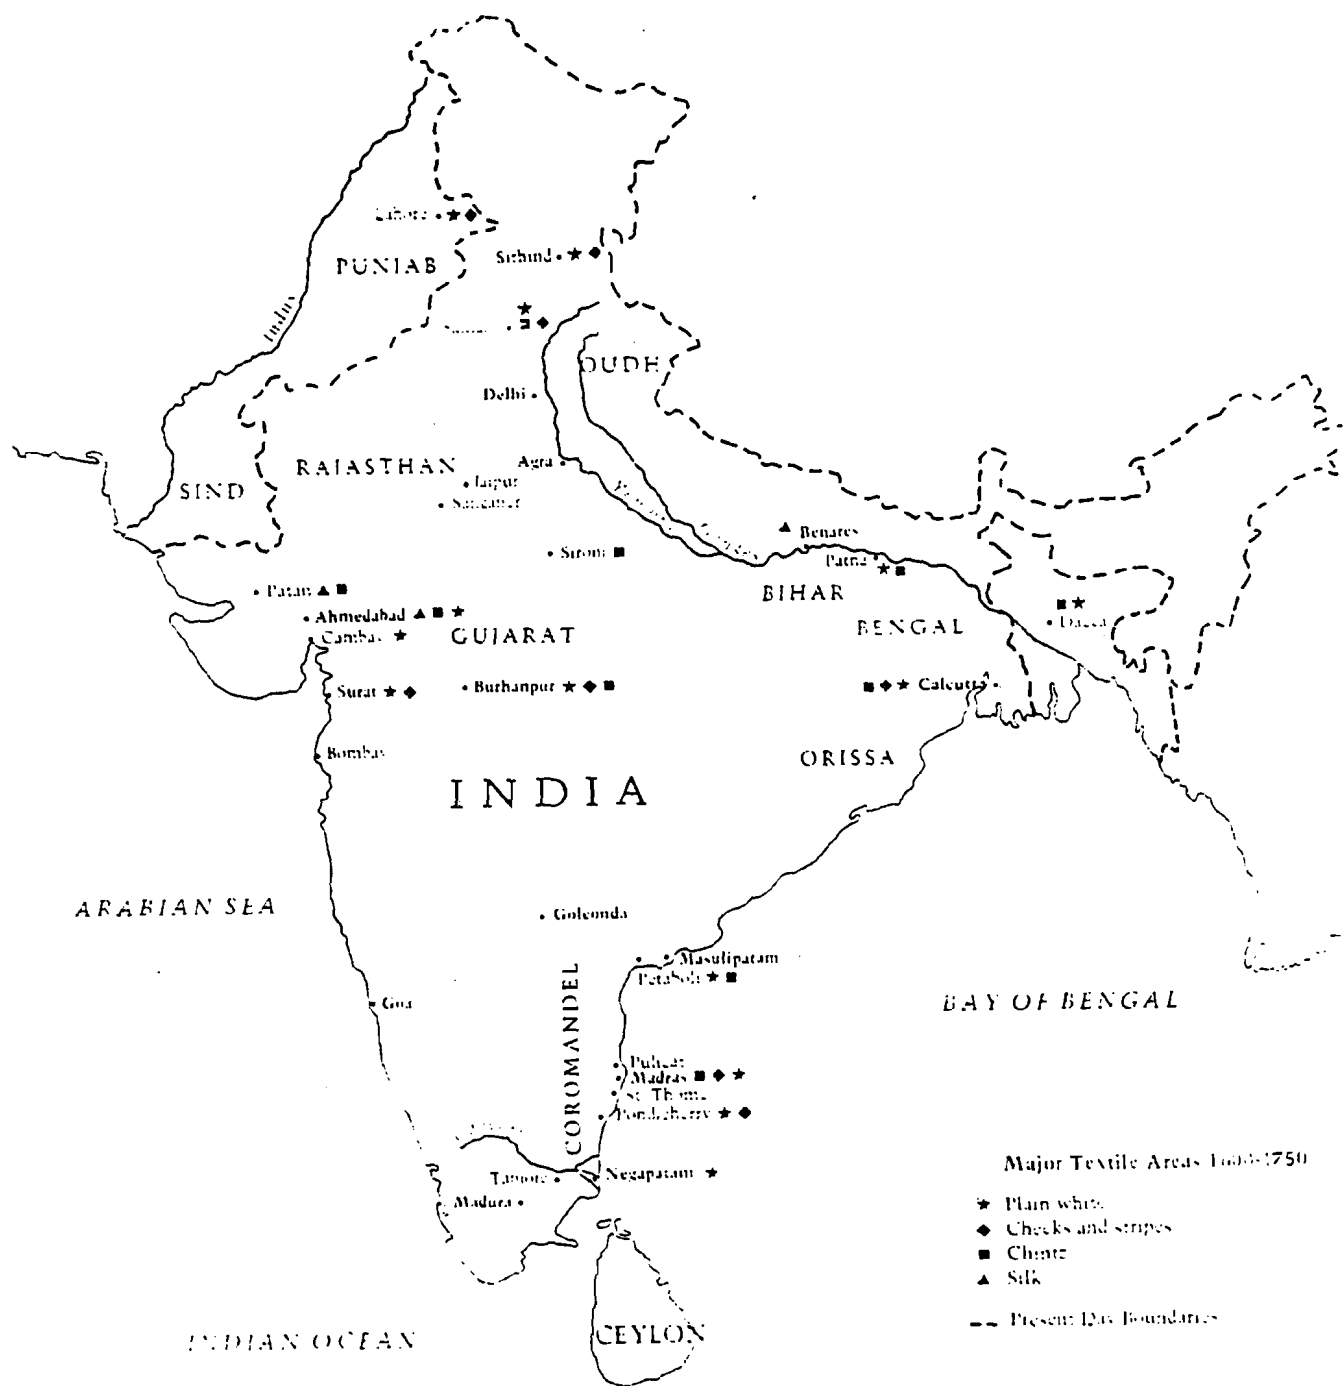 Lahore
PUNJAB
Sirhind
Indus
OUDH
Delhi
RAJASTHAN
Agra
Jaipur
SIND
Benares
Sironj
Patna
BIHAR
Patan
Ahmedabad
GUJARAT
BENGAL
Dacca
Surat
Burhanpur
Calcutta
Bombay
ORISSA
INDIA
ARABIAN SEA
Golconda
Masulipatam
Petaboli
Goa
COROMANDEL
BAY OF BENGAL
Pulicat
Madras
St. Thome
Pondicherry
Tanjore
Negapatam
Madura
CEYLON
INDIAN OCEAN
Major Textile Areas
Plain white
Checks and stripes
Chintz
Silk
Present Day Boundaries